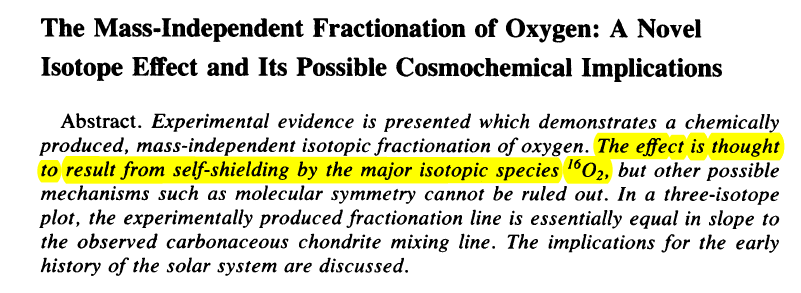 The Mass-Independent Fractionation of Oxygen: A Novel
Isotope Effect and Its Possible Cosmochemical Implications
Abstract. Experimental evidence is presented which demonstrates a chemically
produced, mass-independent isotopic fractionation of oxygen. The effect is thought
to result from self-shielding by the major isotopic species ¹⁶O₂, but other possible
mechanisms such as molecular symmetry cannot be ruled out. In a three-isotope
plot, the experimentally produced fractionation line is essentially equal in slope to
the observed carbonaceous chondrite mixing line. The implications for the early
history of the solar system are discussed.